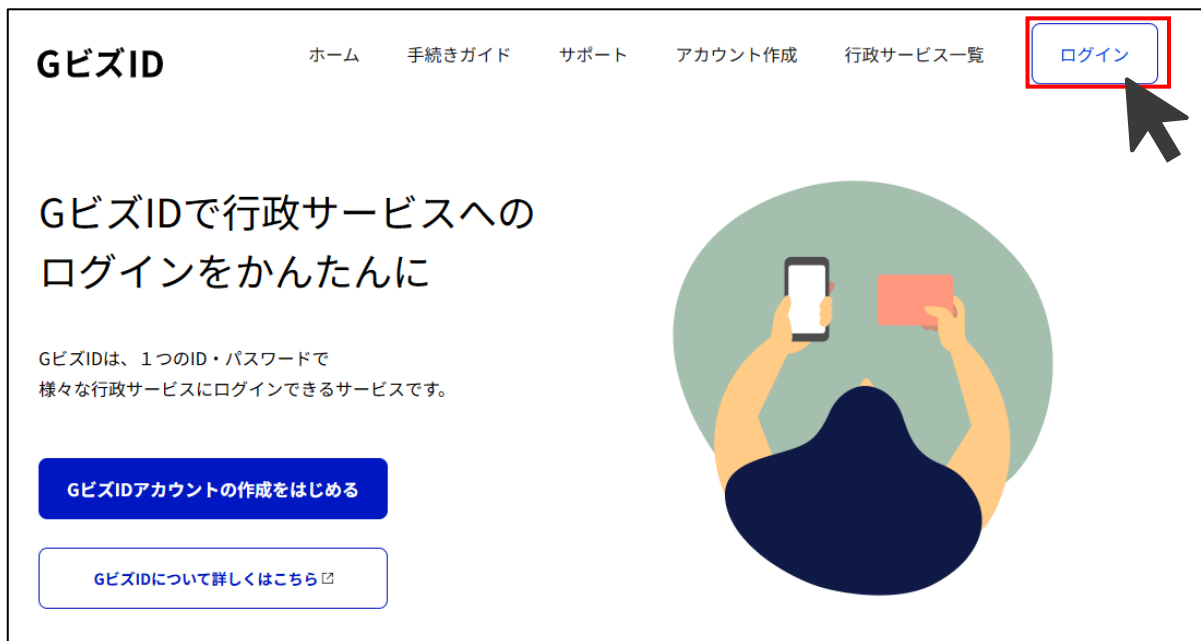 GビズID
ホーム
手続きガイド
サポート
アカウント作成
行政サービス一覧
ログイン
GビズIDで行政サービスへの
ログインをかんたんに
GビズIDは、１つのID・パスワードで
様々な行政サービスにログインできるサービスです。
GビズIDアカウントの作成をはじめる
GビズIDについて詳しくはこちら